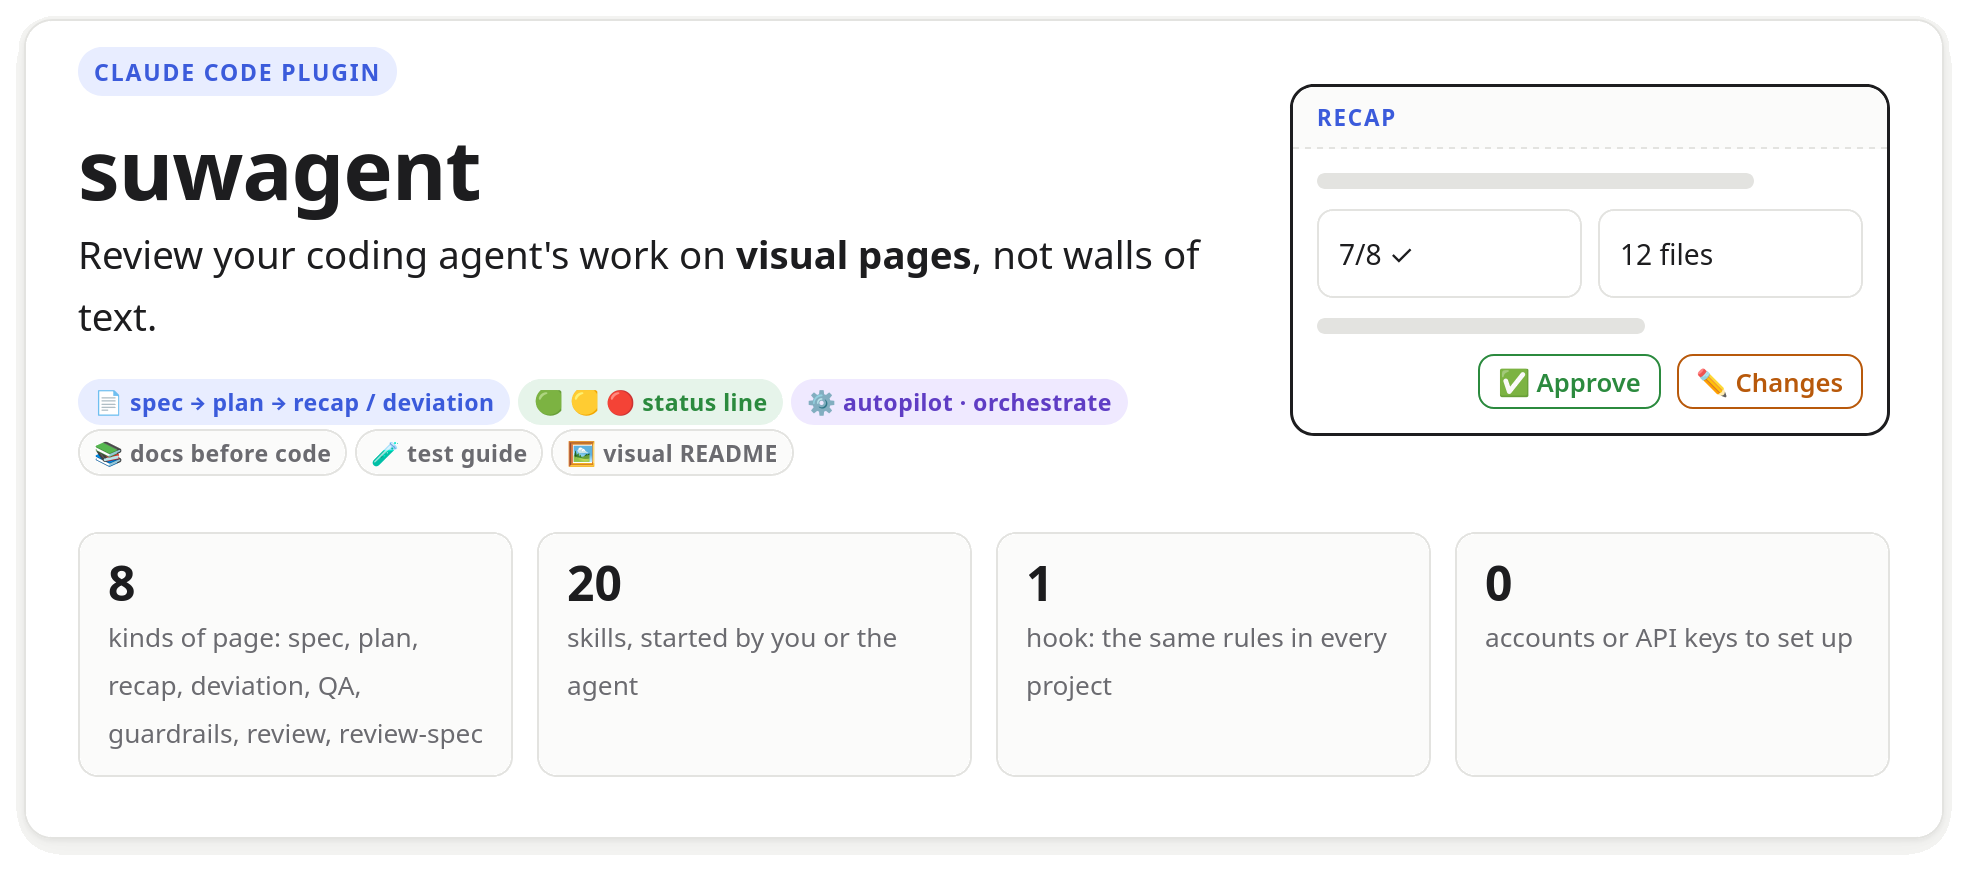 CLAUDE CODE PLUGIN
suwagent
Review your coding agent's work on visual pages, not walls of
text.
📄 spec → plan → recap / deviation
🟩 🟨 🔴 status line
⚙️ autopilot · orchestrate
📚 docs before code
🧪 test guide
🖼️ visual README
RECAP
7/8 ✓
12 files
✅ Approve
✏️ Changes
8
kinds of page: spec, plan,
recap, deviation, QA,
guardrails, review, review-spec
20
skills, started by you or the
agent
1
hook: the same rules in every
project
0
accounts or API keys to set up